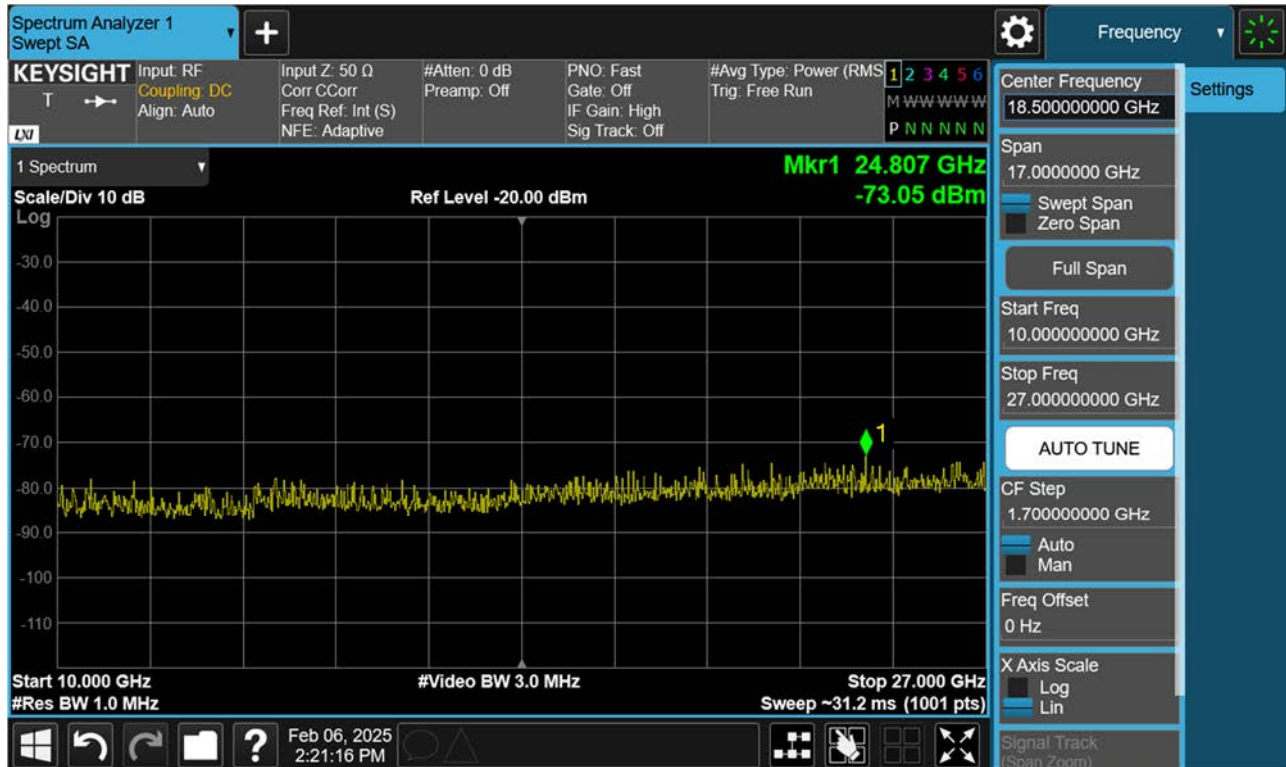 Spectrum Analyzer 1
Swept SA
+
Frequency
KEYSIGHT
T
LXI
Input: RF
Coupling: DC
Align: Auto
Input Z: 50 Ω
Corr CCorr
Freq Ref: Int (S)
NFE: Adaptive
#Atten: 0 dB
Preamp: Off
PNO: Fast
Gate: Off
IF Gain: High
Sig Track: Off
#Avg Type: Power (RMS
Trig: Free Run
1 2 3 4 5 6
M W W W W W
P N N N N N
1 Spectrum
Mkr1 24.807 GHz
-73.05 dBm
Scale/Div 10 dB
Ref Level -20.00 dBm
Log
-30.0
-40.0
-50.0
-60.0
-70.0
-80.0
-90.0
-100
-110
1
Start 10.000 GHz
#Video BW 3.0 MHz
Stop 27.000 GHz
#Res BW 1.0 MHz
Sweep ~31.2 ms (1001 pts)
?
Feb 06, 2025
2:21:16 PM
Center Frequency
18.500000000 GHz
Settings
Span
17.0000000 GHz
Swept Span
Zero Span
Full Span
Start Freq
10.000000000 GHz
Stop Freq
27.000000000 GHz
AUTO TUNE
CF Step
1.700000000 GHz
Auto
Man
Freq Offset
0 Hz
X Axis Scale
Log
Lin
Signal Track
(Span Zoom)